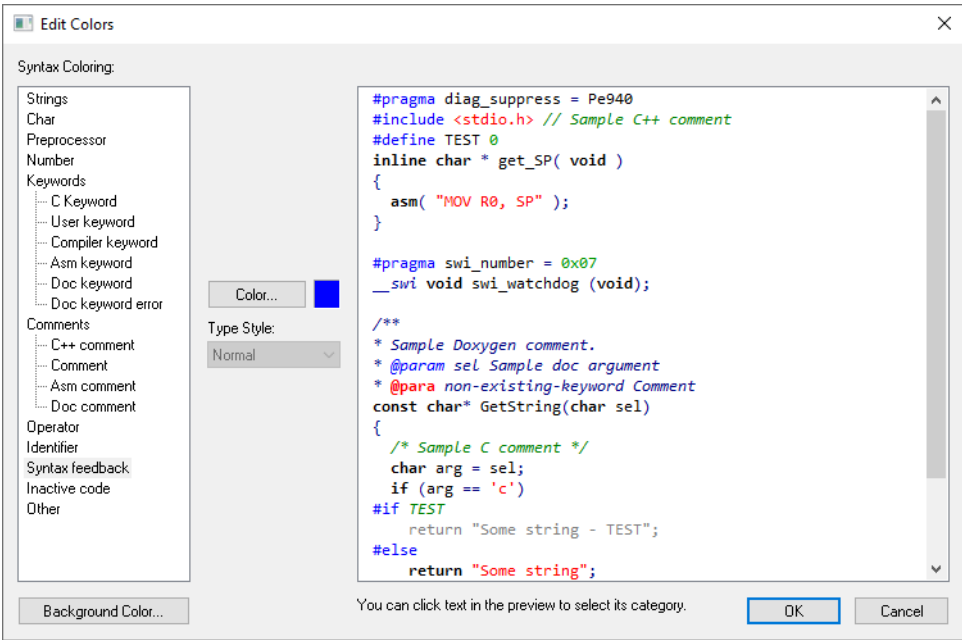 Edit Colors
Syntax Coloring:
Strings
Char
Preprocessor
Number
Keywords
C Keyword
User keyword
Compiler keyword
Asm keyword
Doc keyword
Doc keyword error
Comments
C++ comment
Comment
Asm comment
Doc comment
Operator
Identifier
Syntax feedback
Inactive code
Other
Background Color...
Color...
Type Style:
Normal
#pragma diag_suppress = Pe940
#include <stdio.h> // Sample C++ comment
#define TEST 0
inline char * get_SP( void )
{
  asm( "MOV R0, SP" );
}
#pragma swi_number = 0x07
__swi void swi_watchdog (void);
/**
* Sample Doxygen comment.
* @param sel Sample doc argument
* @para non-existing-keyword Comment
const char* GetString(char sel)
{
  /* Sample C comment */
  char arg = sel;
  if (arg == 'c')
#if TEST
    return "Some string - TEST";
#else
    return "Some string";
You can click text in the preview to select its category.
OK
Cancel